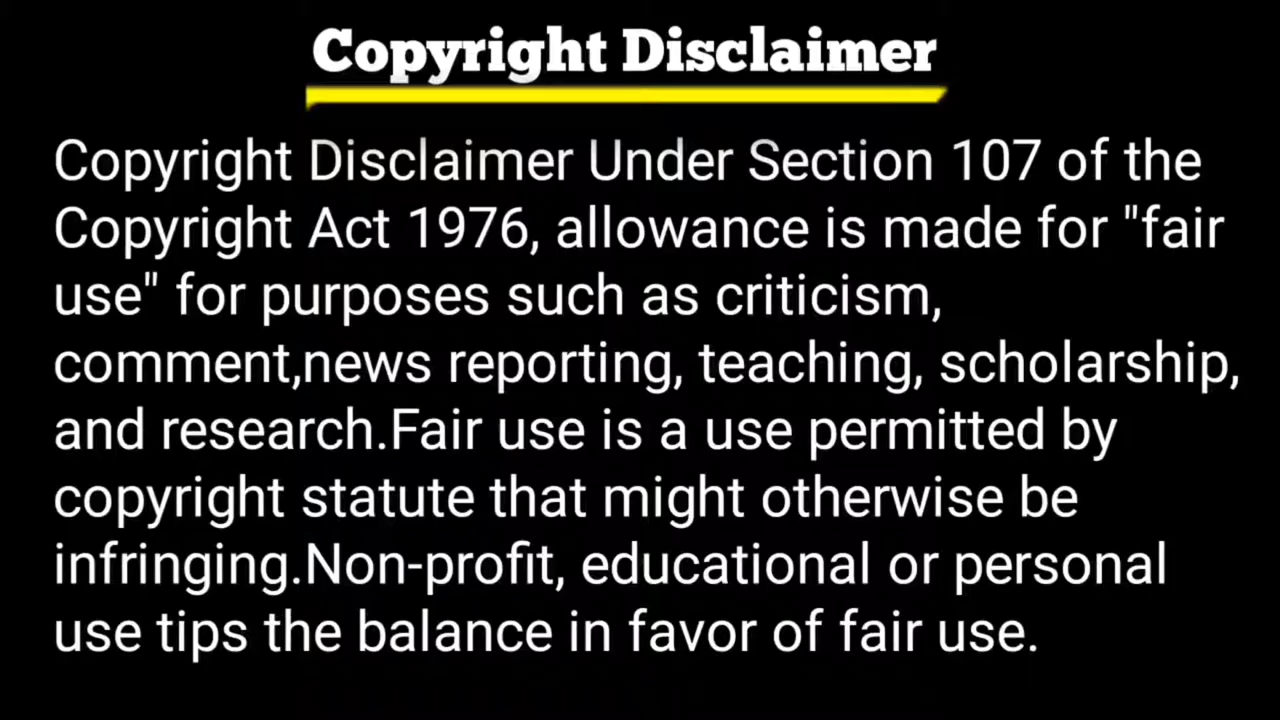 Copyright Disclaimer
Copyright Disclaimer Under Section 107 of the
Copyright Act 1976, allowance is made for "fair
use" for purposes such as criticism,
comment,news reporting, teaching, scholarship,
and research.Fair use is a use permitted by
copyright statute that might otherwise be
infringing.Non-profit, educational or personal
use tips the balance in favor of fair use.